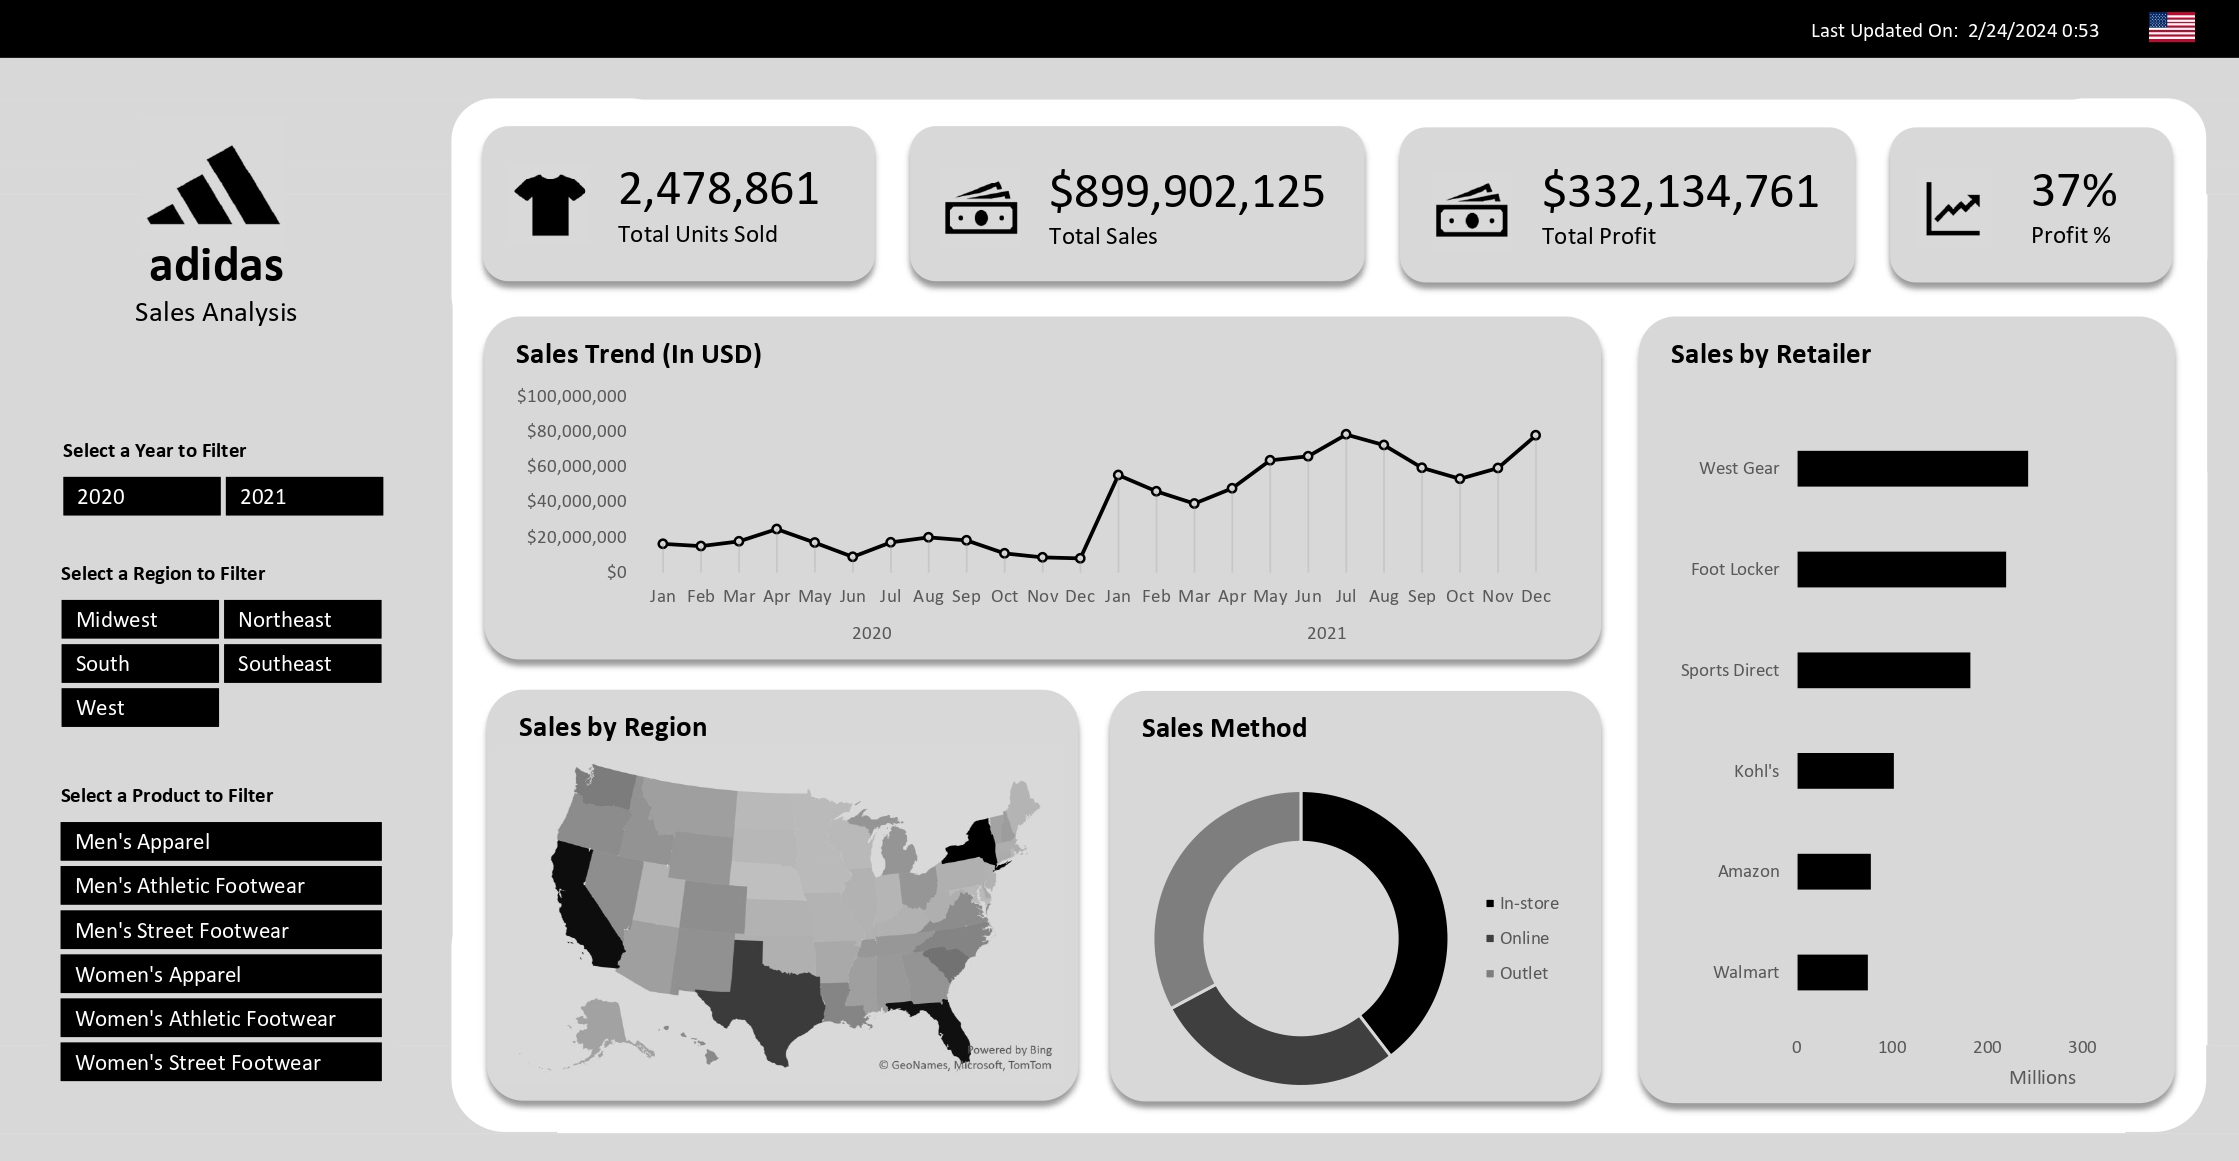 Last Updated On: 2/24/2024 0:53
adidas
Sales Analysis
Select a Year to Filter
2020 2021
Select a Region to Filter
Midwest Northeast
South Southeast
West
Select a Product to Filter
Men's Apparel
Men's Athletic Footwear
Men's Street Footwear
Women's Apparel
Women's Athletic Footwear
Women's Street Footwear
2,478,861
Total Units Sold
$899,902,125
Total Sales
$332,134,761
Total Profit
37%
Profit %
Sales Trend (In USD)
$100,000,000
$80,000,000
$60,000,000
$40,000,000
$20,000,000
$0
Jan Feb Mar Apr May Jun Jul Aug Sep Oct Nov Dec Jan Feb Mar Apr May Jun Jul Aug Sep Oct Nov Dec
2020 2021
Sales by Region
Powered by Bing
© GeoNames, Microsoft, TomTom
Sales Method
In-store
Online
Outlet
Sales by Retailer
West Gear
Foot Locker
Sports Direct
Kohl's
Amazon
Walmart
0 100 200 300
Millions